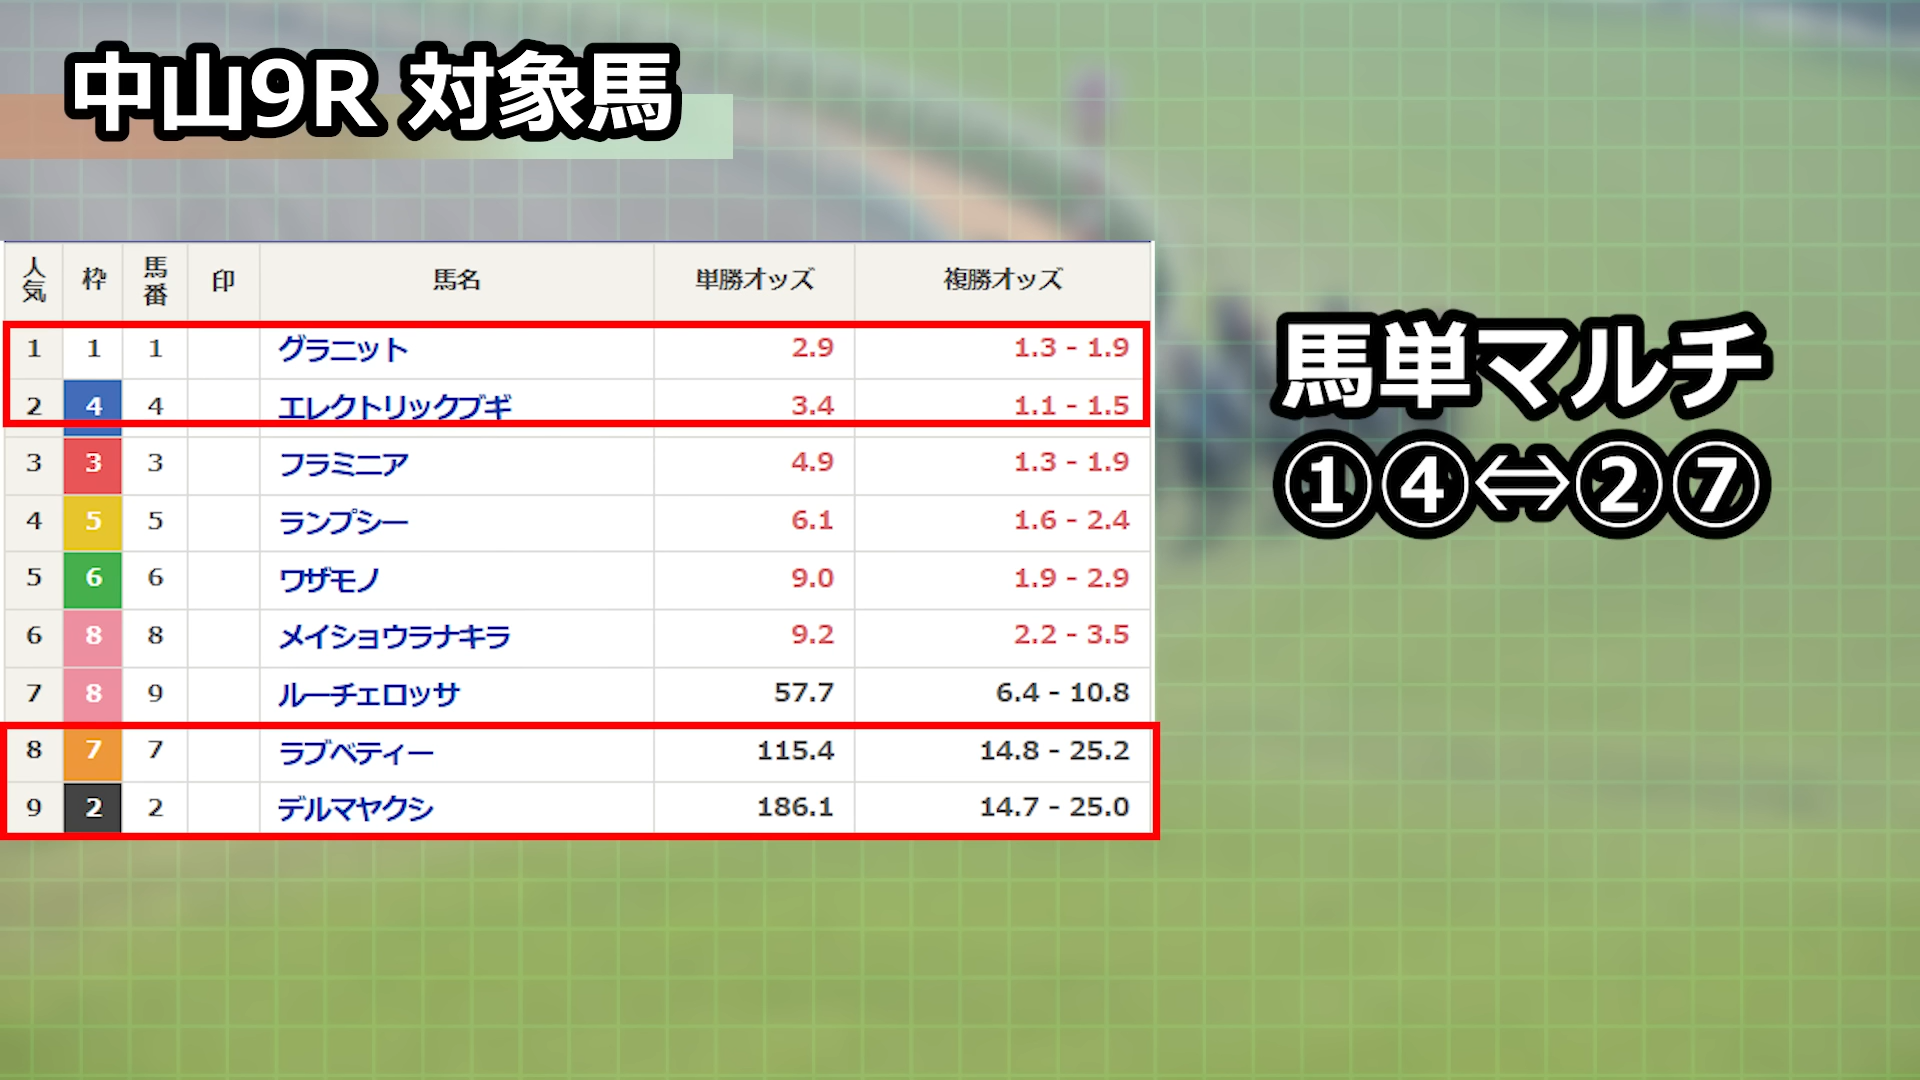 中山9R 対象馬
人気 枠 馬番 印 馬名 単勝オッズ 複勝オッズ
1 1 1 グラニット 2.9 1.3 - 1.9
2 4 4 エレクトリックブギ 3.4 1.1 - 1.5
3 3 3 フラミニア 4.9 1.3 - 1.9
4 5 5 ランプシー 6.1 1.6 - 2.4
5 6 6 ワザモノ 9.0 1.9 - 2.9
6 8 8 メイショウラナキラ 9.2 2.2 - 3.5
7 8 9 ルーチェロッサ 57.7 6.4 - 10.8
8 7 7 ラブベティー 115.4 14.8 - 25.2
9 2 2 デルマヤクシ 186.1 14.7 - 25.0
馬単マルチ
①④⇔②⑦